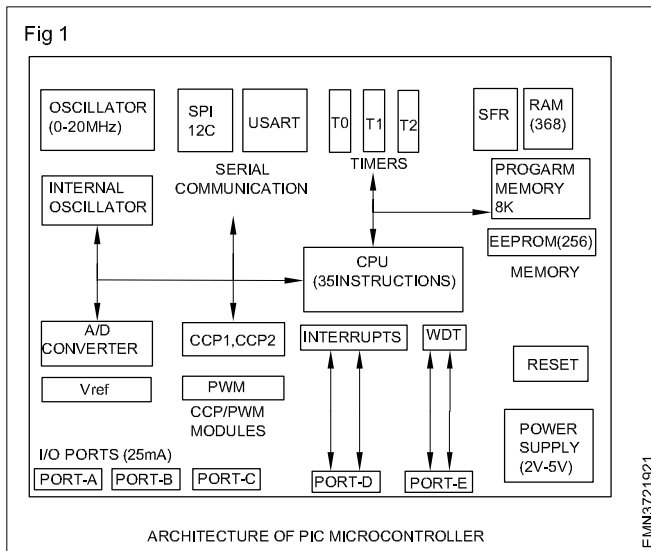 Fig 1
OSCILLATOR
(0-20MHz)
SPI
12C
USART
T0
T1
T2
SFR
RAM
(368)
SERIAL
COMMUNICATION
TIMERS
INTERNAL
OSCILLATOR
PROGARM
MEMORY
8K
EEPROM(256)
MEMORY
CPU
(35INSTRUCTIONS)
A/D
CONVERTER
CCP1,CCP2
INTERRUPTS
WDT
RESET
Vref
PWM
CCP/PWM
MODULES
POWER
SUPPLY
(2V-5V)
I/O PORTS (25mA)
PORT-A
PORT-B
PORT-C
PORT-D
PORT-E
ARCHITECTURE OF PIC MICROCONTROLLER
EMN3721921